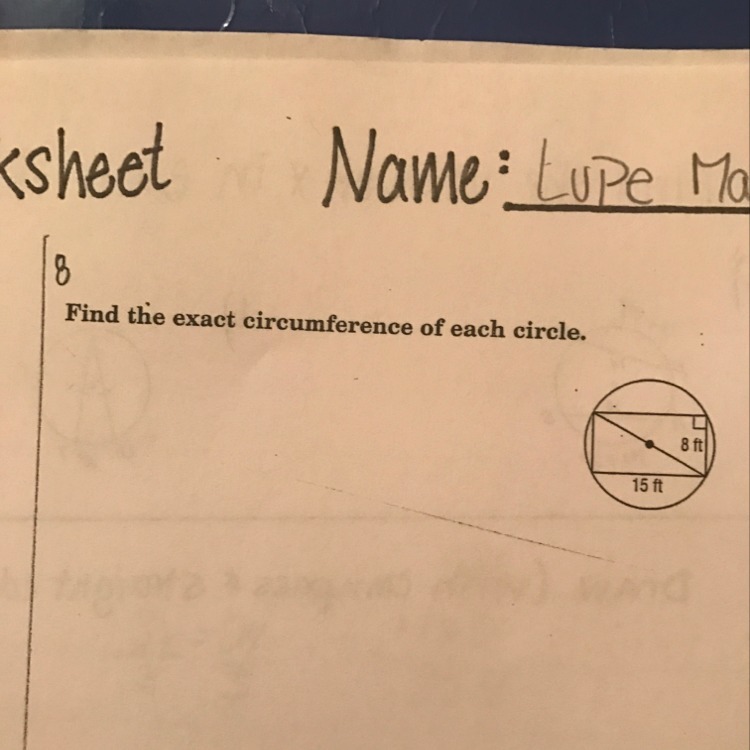 ksheet Name: Lupe Ma
8
Find the exact circumference of each circle.
8 ft
15 ft